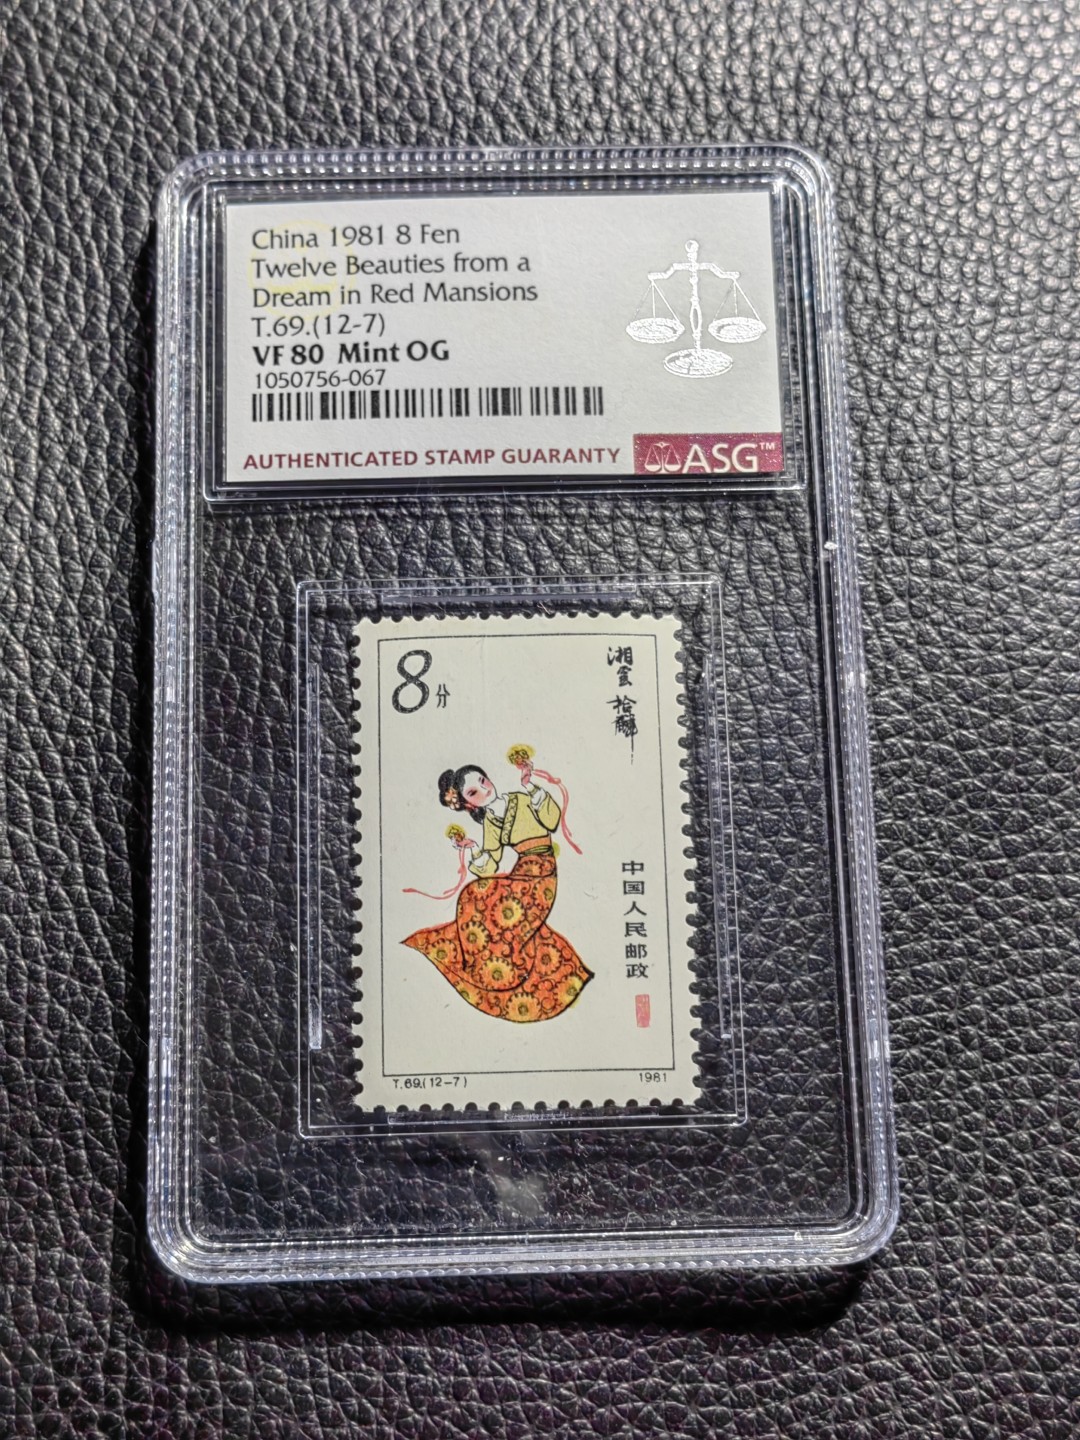 China 1981 8 Fen
Twelve Beauties from a
Dream in Red Mansions
T.69.(12-7)
VF 80 Mint OG
1050756-067
AUTHENTICATED STAMP GUARANTY
ASG™
8分
湘雲
拾麟
中国人民邮政
T.69.(12-7)
1981